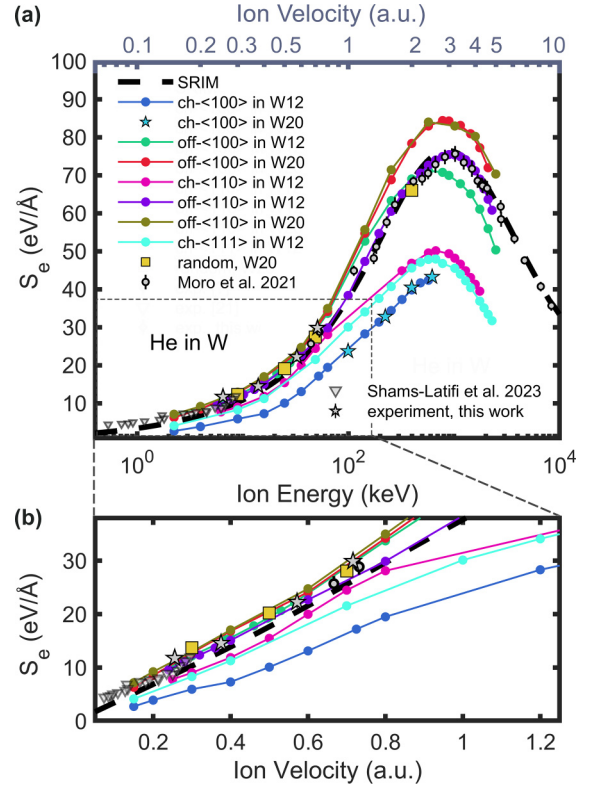 (a)
Ion Velocity (a.u.)
0.1 0.2 0.3 0.5 1 2 3 4 5 10
100
90
80
70
60
50
40
30
20
10
Se (eV/Å)
SRIM
ch-<100> in W12
ch-<100> in W20
off-<100> in W12
off-<100> in W20
ch-<110> in W12
off-<110> in W12
off-<110> in W20
ch-<111> in W12
random, W20
Moro et al. 2021
He in W
He in W
Shams-Latifi et al. 2023
experiment, this work
10^0 10^2 10^4
Ion Energy (keV)
(b)
30
20
10
0
Se (eV/Å)
0.2 0.4 0.6 0.8 1 1.2
Ion Velocity (a.u.)